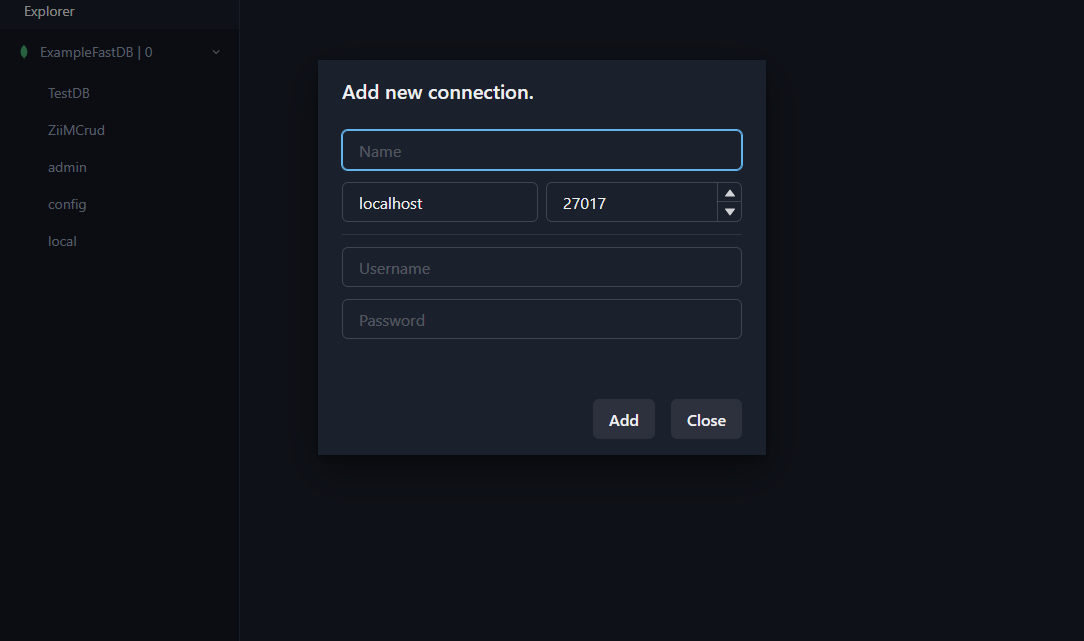 Explorer
ExampleFastDB | 0
TestDB
ZiiMCrud
admin
config
local
Add new connection.
Name
localhost
27017
Username
Password
Add
Close